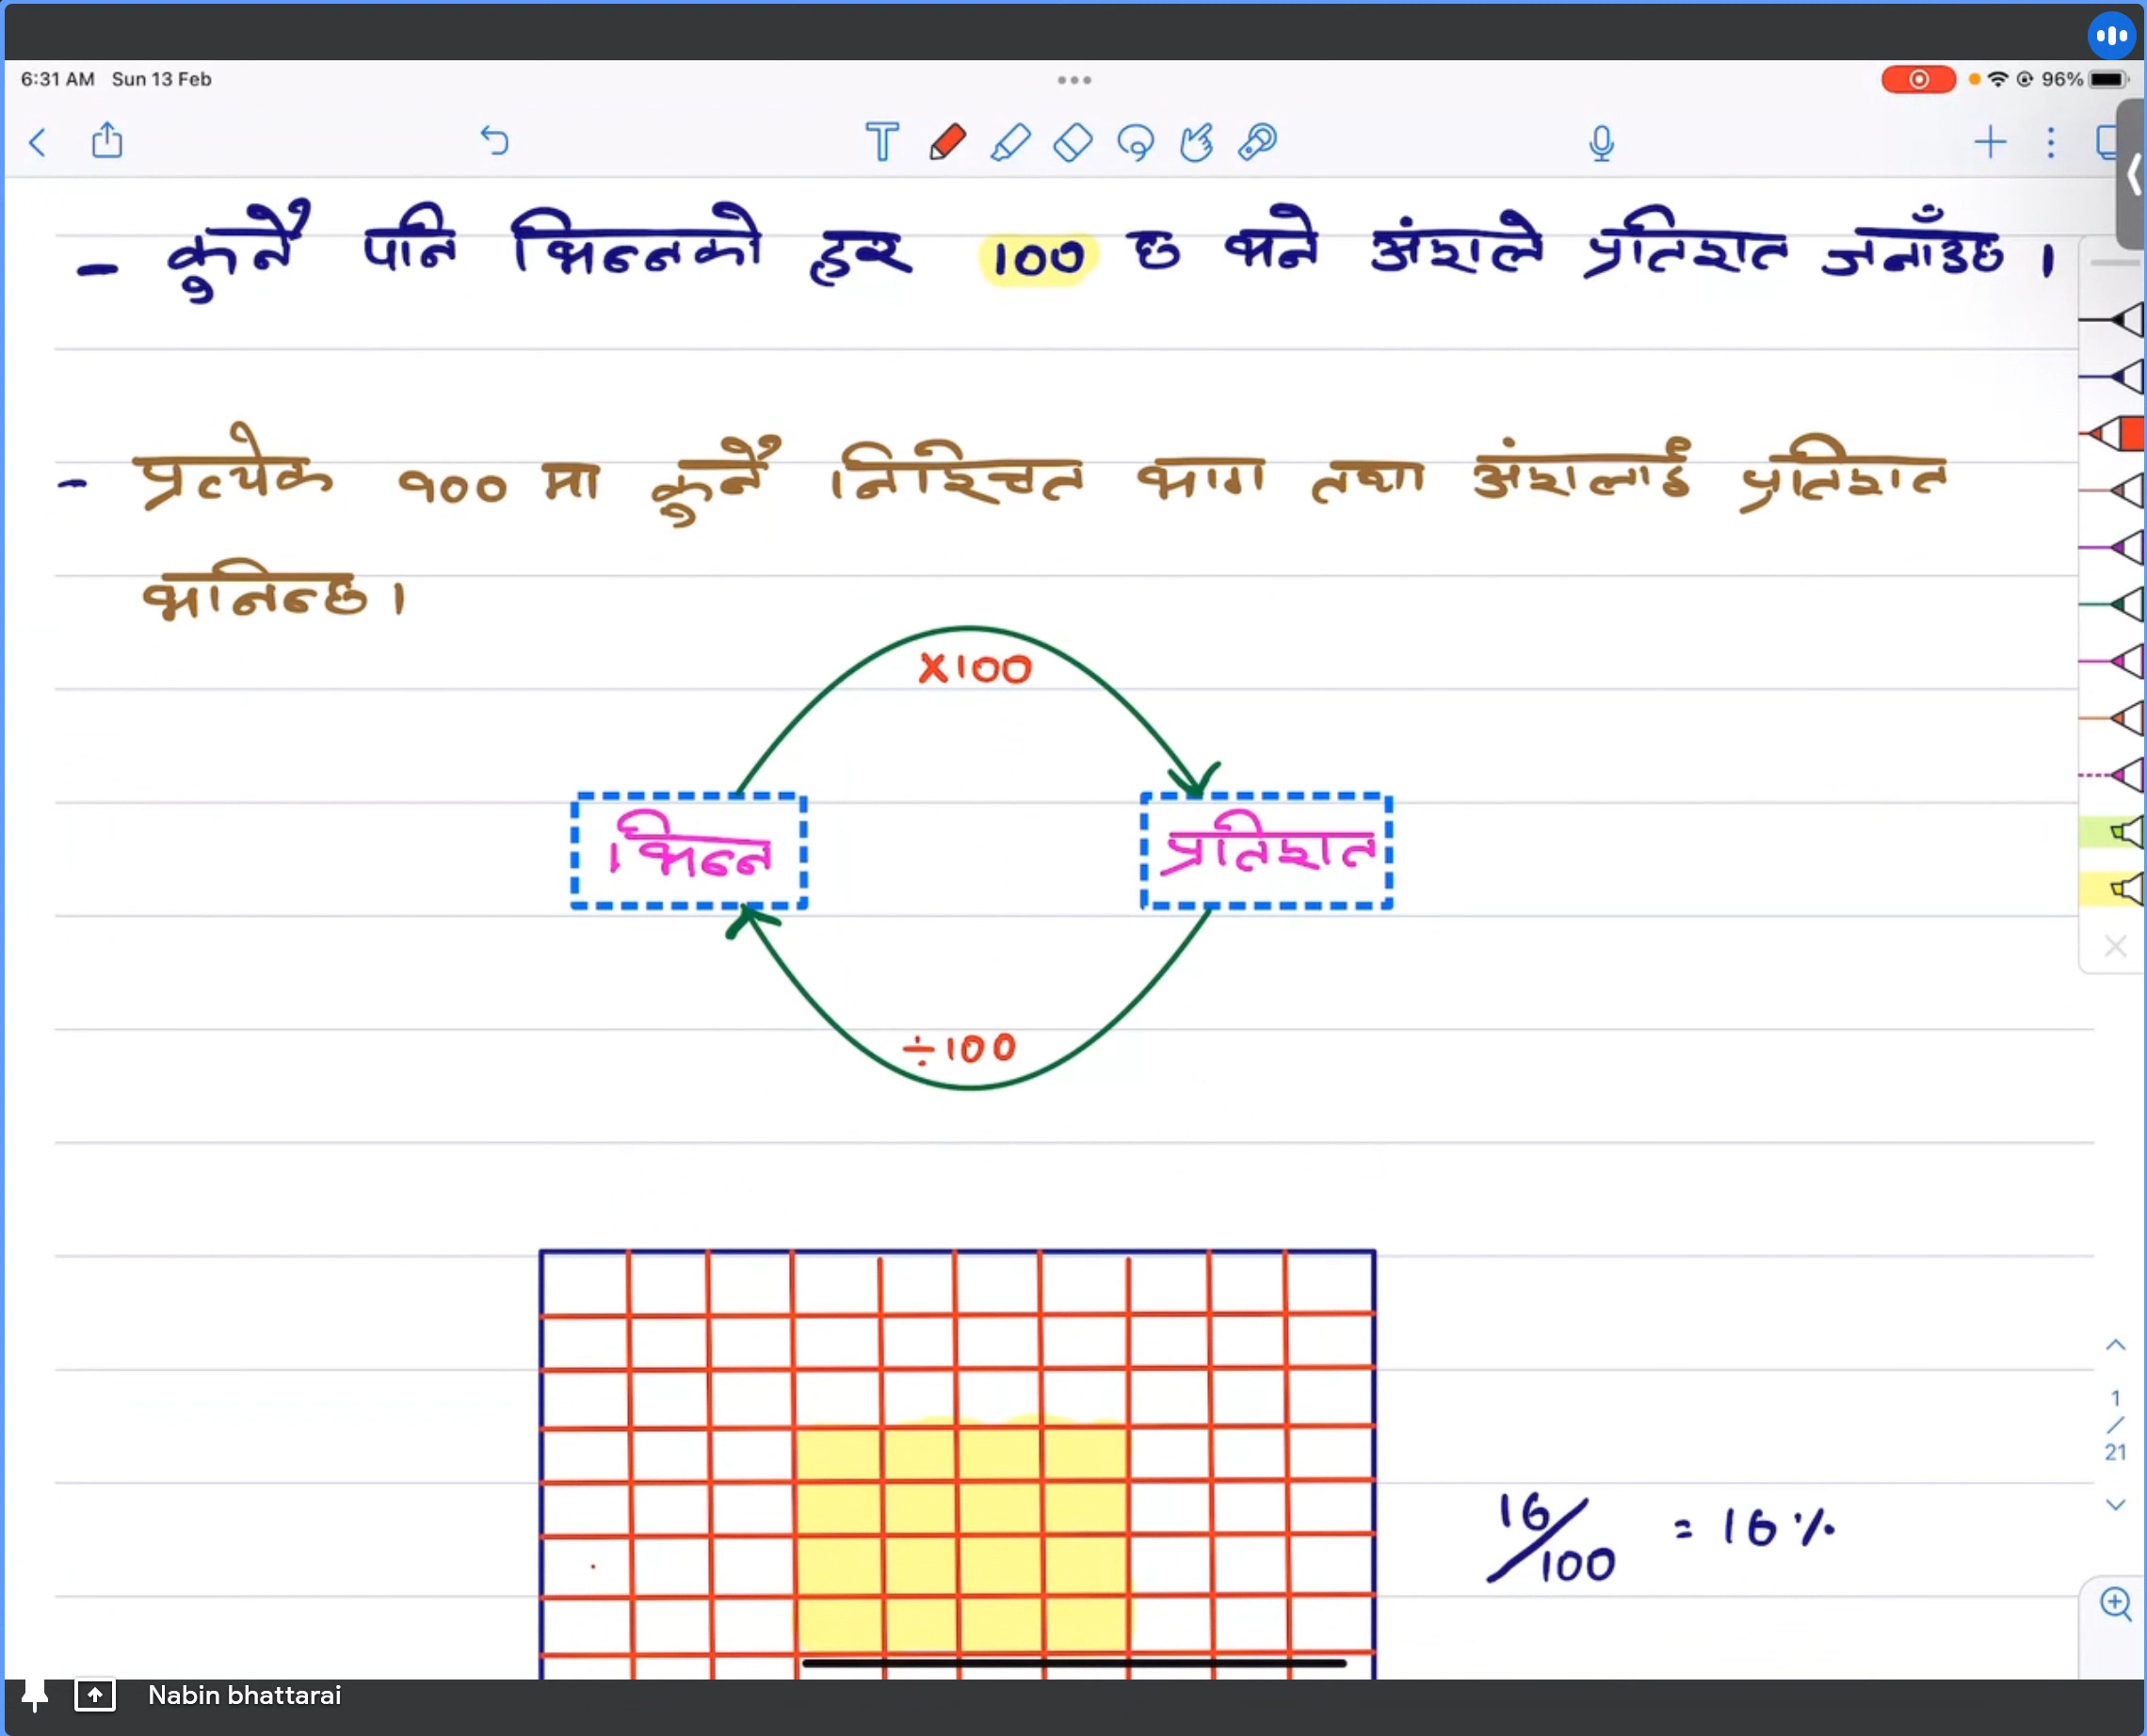 6:31 AM Sun 13 Feb
96%
- कुनै पनि भिन्नको हर 100 छ भने अंशले प्रतिशत जनाउँछ ।
- प्रत्येक १०० मा कुनै निश्चित भाग तथा अंशलाई प्रतिशत
भनिन्छ ।
×100
भिन्न
प्रतिशत
÷100
16/100 = 16 %
1
/
21
Nabin bhattarai